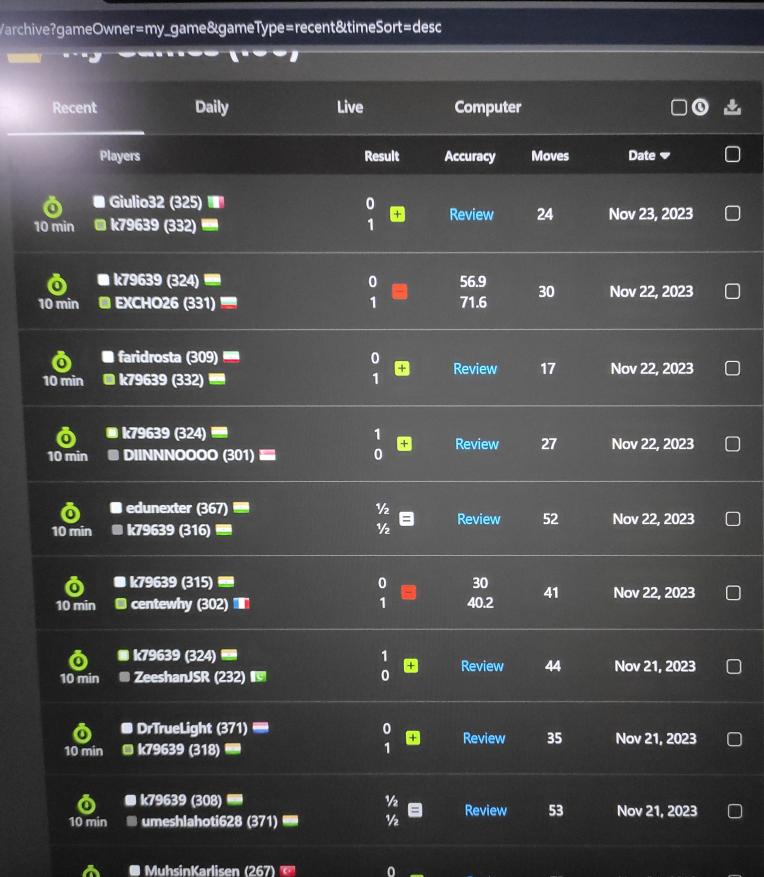 /archive?gameOwner=my_game&gameType=recent&timeSort=desc
Recent Daily Live Computer
Players Result Accuracy Moves Date
Giulio32 (325) 0
10 min k79639 (332) 1 Review 24 Nov 23, 2023
k79639 (324) 0 56.9
10 min EXCHO26 (331) 1 71.6 30 Nov 22, 2023
faridrosta (309) 0
10 min k79639 (332) 1 Review 17 Nov 22, 2023
k79639 (324) 1
10 min DIINNNOOOO (301) 0 Review 27 Nov 22, 2023
edunexter (367) ½
10 min k79639 (316) ½ Review 52 Nov 22, 2023
k79639 (315) 0 30
10 min centewhy (302) 1 40.2 41 Nov 22, 2023
k79639 (324) 1
10 min ZeeshanJSR (232) 0 Review 44 Nov 21, 2023
DrTrueLight (371) 0
10 min k79639 (318) 1 Review 35 Nov 21, 2023
k79639 (308) ½
10 min umeshlahoti628 (371) ½ Review 53 Nov 21, 2023
MuhsinKarlisen (267) 0